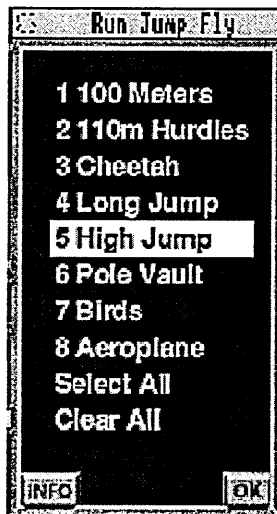 Run Jump Fly
1 100 Meters
2 110m Hurdles
3 Cheetah
4 Long Jump
5 High Jump
6 Pole Vault
7 Birds
8 Aeroplane
Select All
Clear All
INFO OK